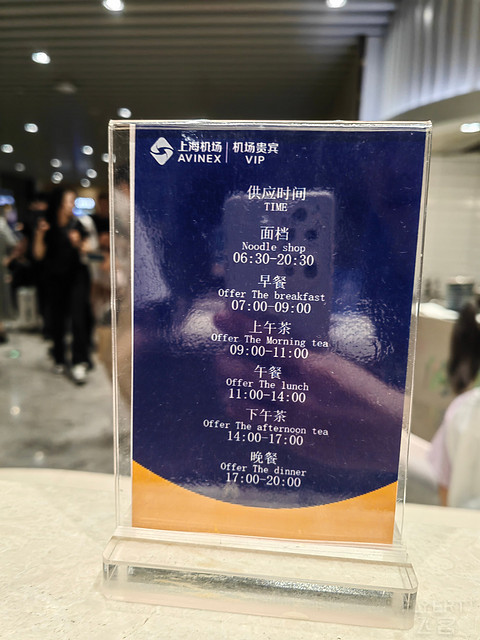 上海机场 | 机场贵宾
AVINEX | VIP
供应时间
TIME
面档
Noodle shop
06:30-20:30
早餐
Offer The breakfast
07:00-09:00
上午茶
Offer The Morning tea
09:00-11:00
午餐
Offer The lunch
11:00-14:00
下午茶
Offer The afternoon tea
14:00-17:00
晚餐
Offer The dinner
17:00-20:00